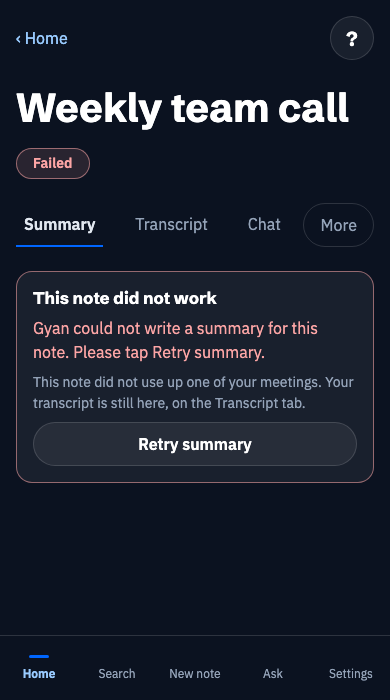 ‹ Home
?
Weekly team call
Failed
Summary
Transcript
Chat
More
This note did not work
Gyan could not write a summary for this
note. Please tap Retry summary.
This note did not use up one of your meetings. Your
transcript is still here, on the Transcript tab.
Retry summary
Home
Search
New note
Ask
Settings